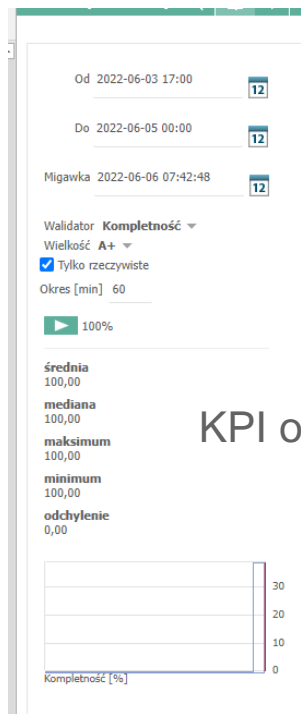 Od 2022-06-03 17:00
12
Do 2022-06-05 00:00
12
Migawka 2022-06-06 07:42:48
12
Walidator Kompletność
Wielkość A+
Tylko rzeczywiste
Okres [min] 60
100%
średnia
100,00
mediana
100,00
KPI o
maksimum
100,00
minimum
100,00
odchylenie
0,00
30
20
10
0
Kompletność [%]